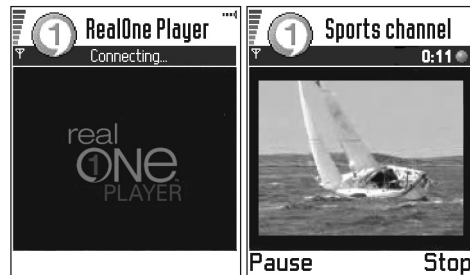 1 RealOne Player
Connecting...
real
ONE
PLAYER
1 Sports channel
0:11
Pause Stop